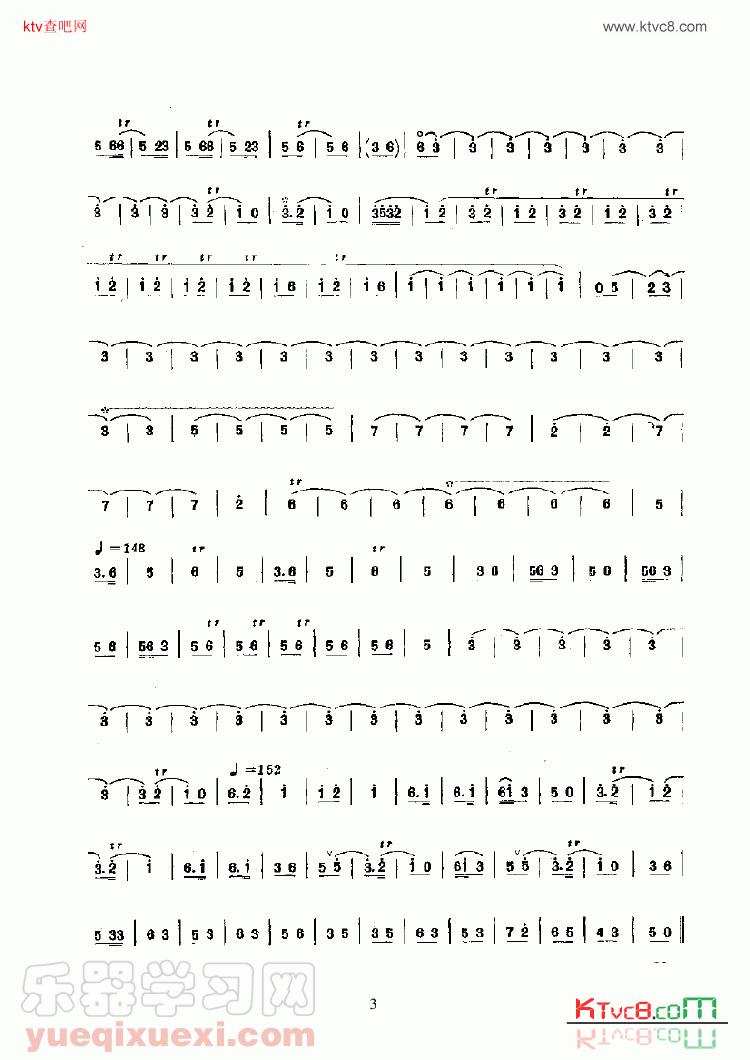 ktv查吧网 www.ktvc8.com
tr tr tr
5 66 | 5 23 | 5 66 | 5 23 | 5 6 | 5 6 | (3 6) | 6 3 | 3 | 3 | 3 | 3 | 3 | 3 |
tr tr tr tr
3 | 3 | 3 | 3 2 | 1 0 | 3. 2 | 1 0 | 3532 | 1 2 | 3 2 | 1 2 | 3 2 | 1 2 | 3 2
tr tr tr tr tr tr
1 2 | 1 2 | 1 2 | 1 2 | 1 6 | 1 2 | 1 6 | 1 | 1 | 1 | 1 | 1 | 1 | 0 5 | 2 3 |
3 | 3 | 3 | 3 | 3 | 3 | 3 | 3 | 3 | 3 | 3 | 3 | 3 |
3 | 3 | 5 | 5 | 5 | 5 | 7 | 7 | 7 | 7 | 2 | 2 | 7
tr
7 | 7 | 7 | 2 | 6 | 6 | 6 | 6 | 6 | 6 | 6 | 5
♩=148 tr tr
3. 6 | 5 | 6 | 5 | 3. 6 | 5 | 6 | 5 | 3 0 | 56 3 | 5 0 | 56 3
tr tr tr
5 6 | 56 3 | 5 6 | 5 6 | 5 6 | 5 6 | 5 6 | 5 | 3 | 3 | 3 | 3 | 3
3 | 3 | 3 | 3 | 3 | 3 | 3 | 3 | 3 | 3 | 3 | 3 | 3
tr ♩=152 tr
3 | 3 2 | 1 0 | 6. 2 | 1 | 1 2 | 1 | 6. 1 | 6. 1 | 61 3 | 5 0 | 3. 2 | 1 2
tr tr tr
3. 2 | 1 | 6. 1 | 6. 1 | 3 6 | 5 5 | 3. 2 | 1 0 | 61 3 | 5 5 | 3. 2 | 1 0 | 3 6
5 33 | 6 3 | 5 3 | 6 3 | 5 6 | 3 5 | 3 5 | 6 3 | 5 3 | 7 2 | 6 5 | 4 3 | 5 0 ||
乐器学习网
yueqixuexi.com
3
KTVC8.COM